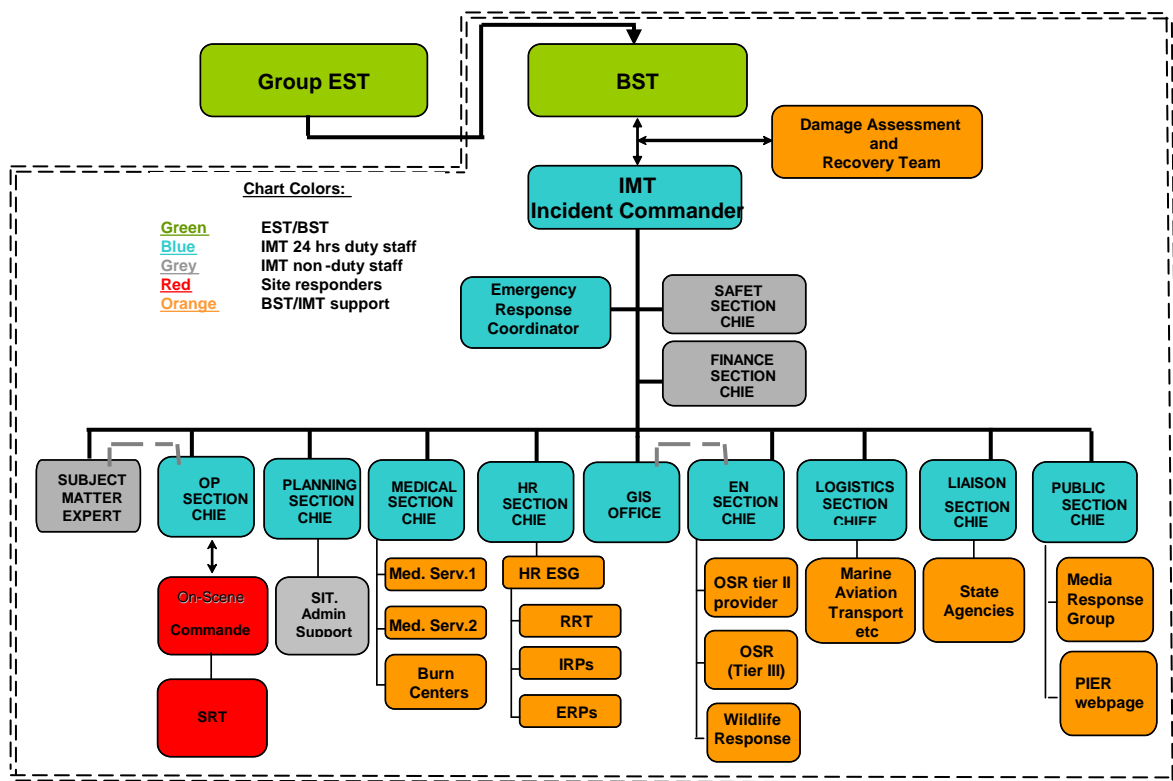 Group EST
BST
Damage Assessment
and
Recovery Team
IMT
Incident Commander
Chart Colors:
Green EST/BST
Blue IMT 24 hrs duty staff
Grey IMT non-duty staff
Red Site responders
Orange BST/IMT support
Emergency
Response
Coordinator
SAFET
SECTION
CHIE
FINANCE
SECTION
CHIE
SUBJECT
MATTER
EXPERT
OP
SECTION
CHIE
PLANNING
SECTION
CHIE
MEDICAL
SECTION
CHIE
HR
SECTION
CHIE
GIS
OFFICE
EN
SECTION
CHIE
LOGISTICS
SECTION
CHIEF
LIAISON
SECTION
CHIE
PUBLIC
SECTION
CHIE
On-Scene
Commande
SRT
SIT.
Admin
Support
Med. Serv.1
Med. Serv.2
Burn
Centers
HR ESG
RRT
IRPs
ERPs
OSR tier II
provider
OSR
(Tier III)
Wildlife
Response
Marine
Aviation
Transport
etc
State
Agencies
Media
Response
Group
PIER
webpage